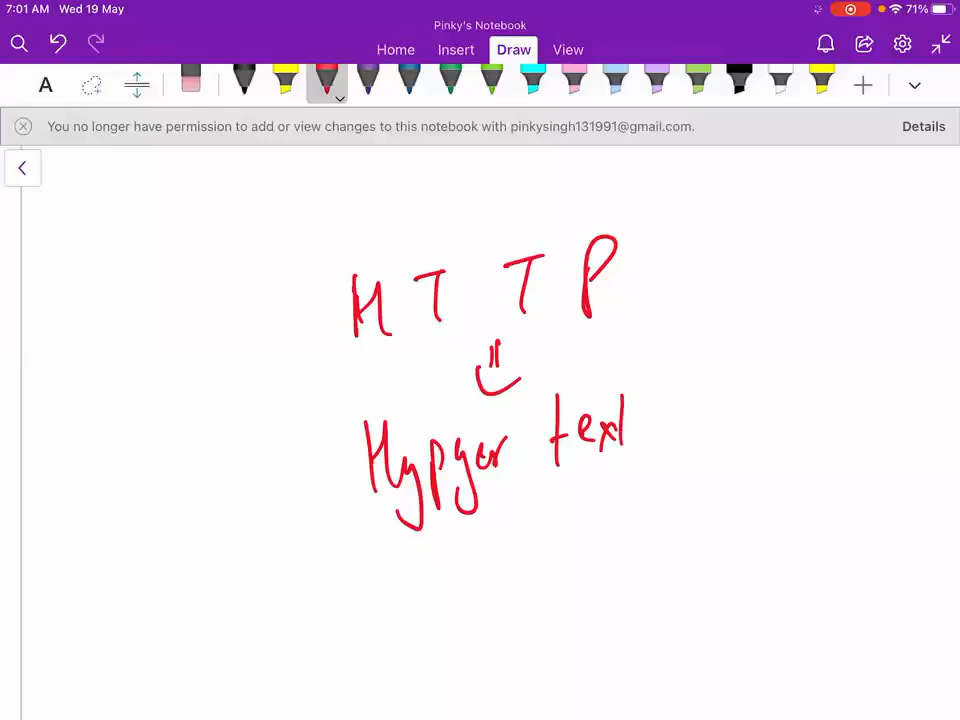 7:01 AM Wed 19 May 71%
Pinky's Notebook
Home Insert Draw View
A
You no longer have permission to add or view changes to this notebook with pinkysingh131991@gmail.com. Details
H T T P
Hypyer text